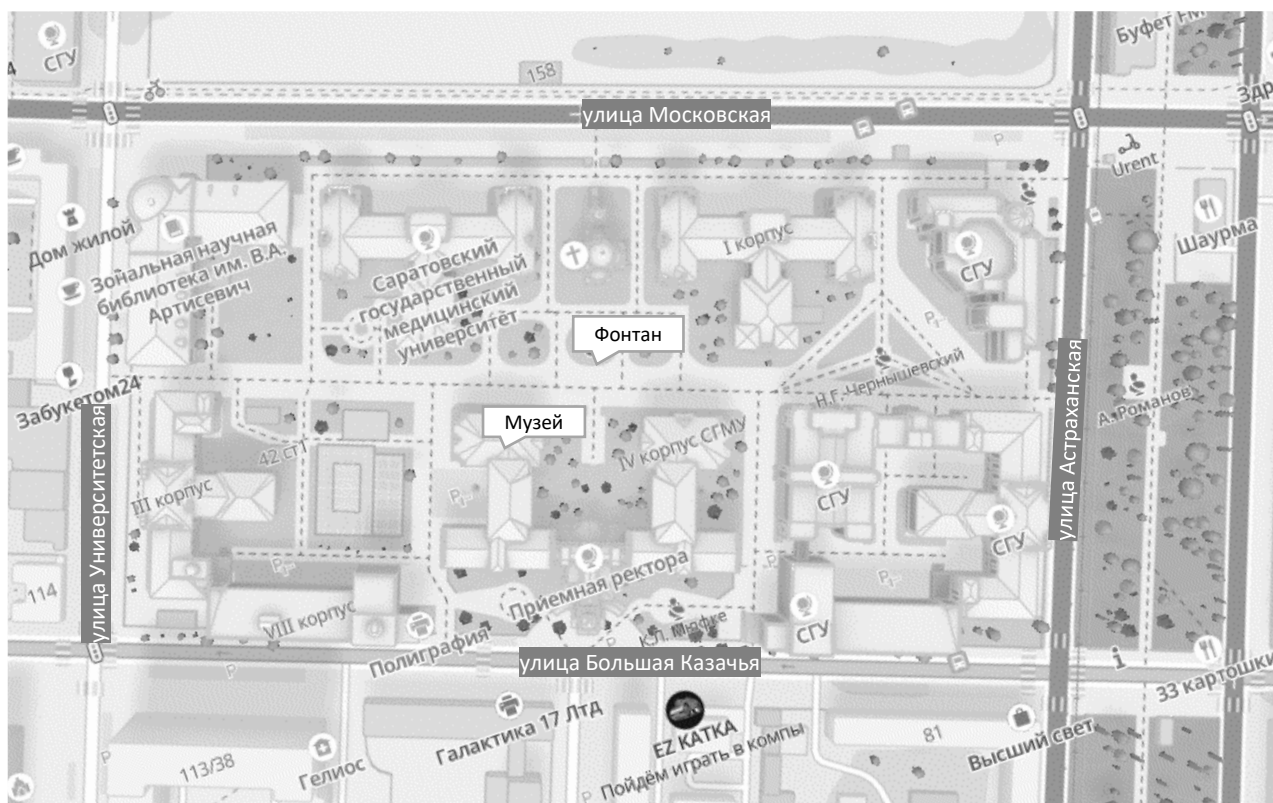 СГУ
4
158
улица Московская
Буфет
Здр
Urent
Шаурма
Дом жилой
Зональная научная
библиотека им. В.А.
Артисевич
Саратовский
государственный
медицинский
университет
I корпус
СГУ
P
P
Фонтан
Забукетом24
Н.Г. Чернышевский
А. Романов
улица Университетская
улица Астраханская
Музей
42 ст1
IV корпус СГМУ
III корпус
P
СГУ
СГУ
P
P
P
114
VIII корпус
Приемная ректора
К.Л. Мюфке
СГУ
Полиграфия
P
улица Большая Казачья
P
i
33 картошки
Галактика 17 Лтд
EZ KATKA
Пойдём играть в компы
81
Высший свет
P
113/38
Гелиос
P